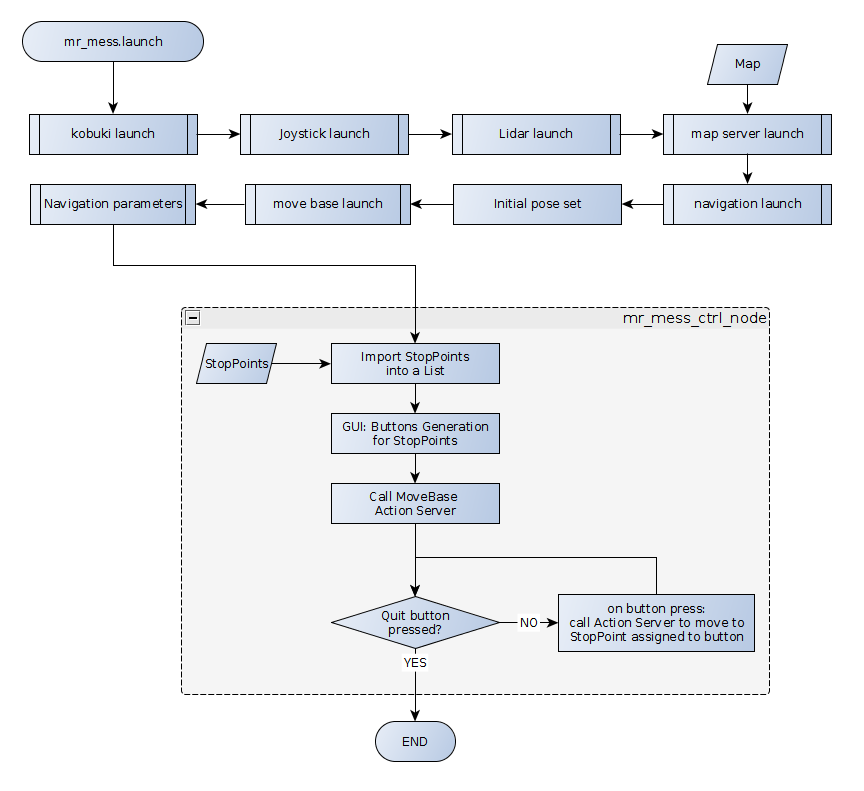 mr_mess.launch
Map
kobuki launch
Joystick launch
Lidar launch
map server launch
Navigation parameters
move base launch
Initial pose set
navigation launch
mr_mess_ctrl_node
StopPoints
Import StopPoints
into a List
GUI: Buttons Generation
for StopPoints
Call MoveBase
Action Server
Quit button
pressed?
NO
on button press:
call Action Server to move to
StopPoint assigned to button
YES
END